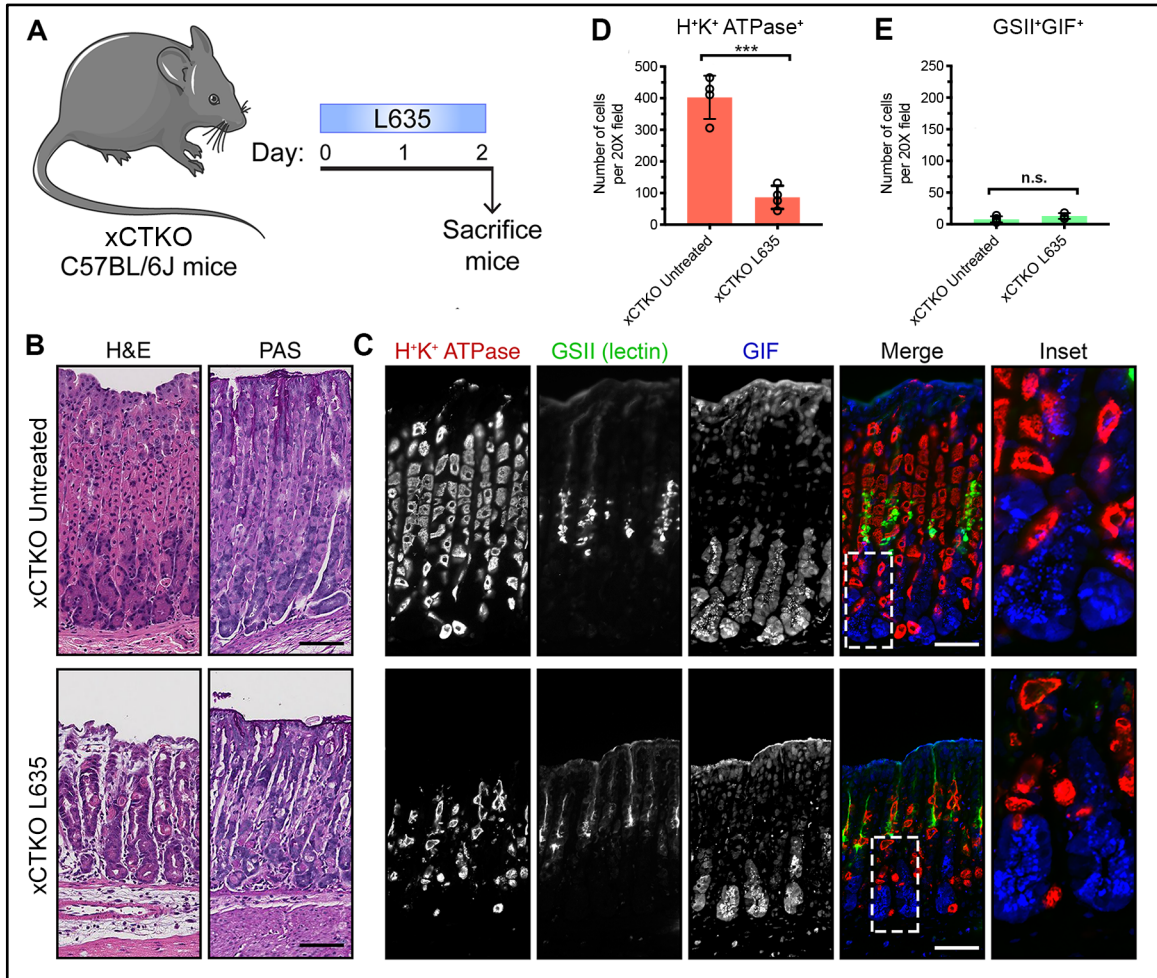 A
L635
Day: 0 1 2
Sacrifice
mice
xCTKO
C57BL/6J mice
D
H⁺K⁺ ATPase⁺
***
Number of cells
per 20X field
500
400
300
200
100
0
xCTKO Untreated
xCTKO L635
E
GSII⁺GIF⁺
n.s.
Number of cells
per 20X field
250
200
150
100
50
0
xCTKO Untreated
xCTKO L635
B
H&E
PAS
xCTKO Untreated
xCTKO L635
C
H⁺K⁺ ATPase
GSII (lectin)
GIF
Merge
Inset